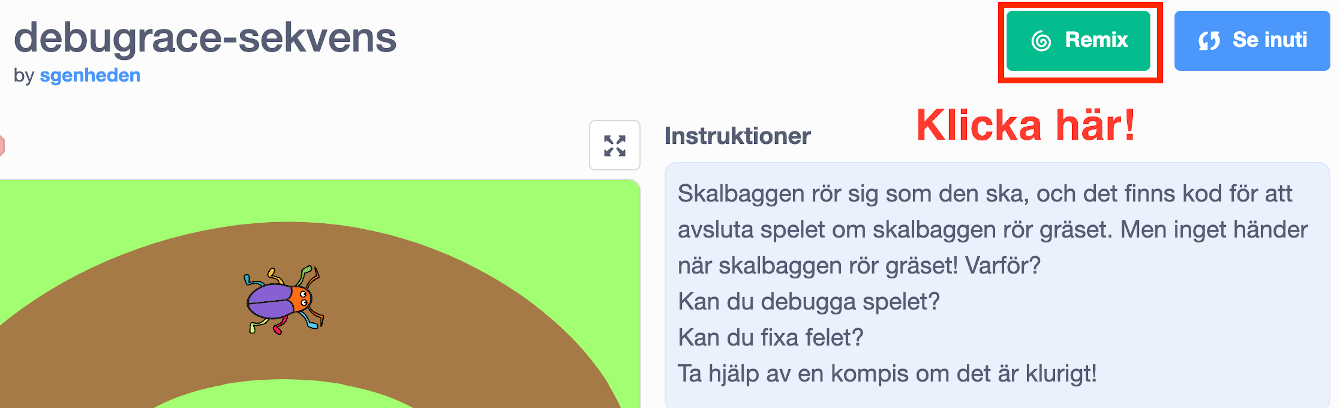 debugrace-sekvens
by sgenheden
Remix
Se inuti
Klicka här!
Instruktioner
Skalbaggen rör sig som den ska, och det finns kod för att
avsluta spelet om skalbaggen rör gräset. Men inget händer
när skalbaggen rör gräset! Varför?
Kan du debugga spelet?
Kan du fixa felet?
Ta hjälp av en kompis om det är klurigt!